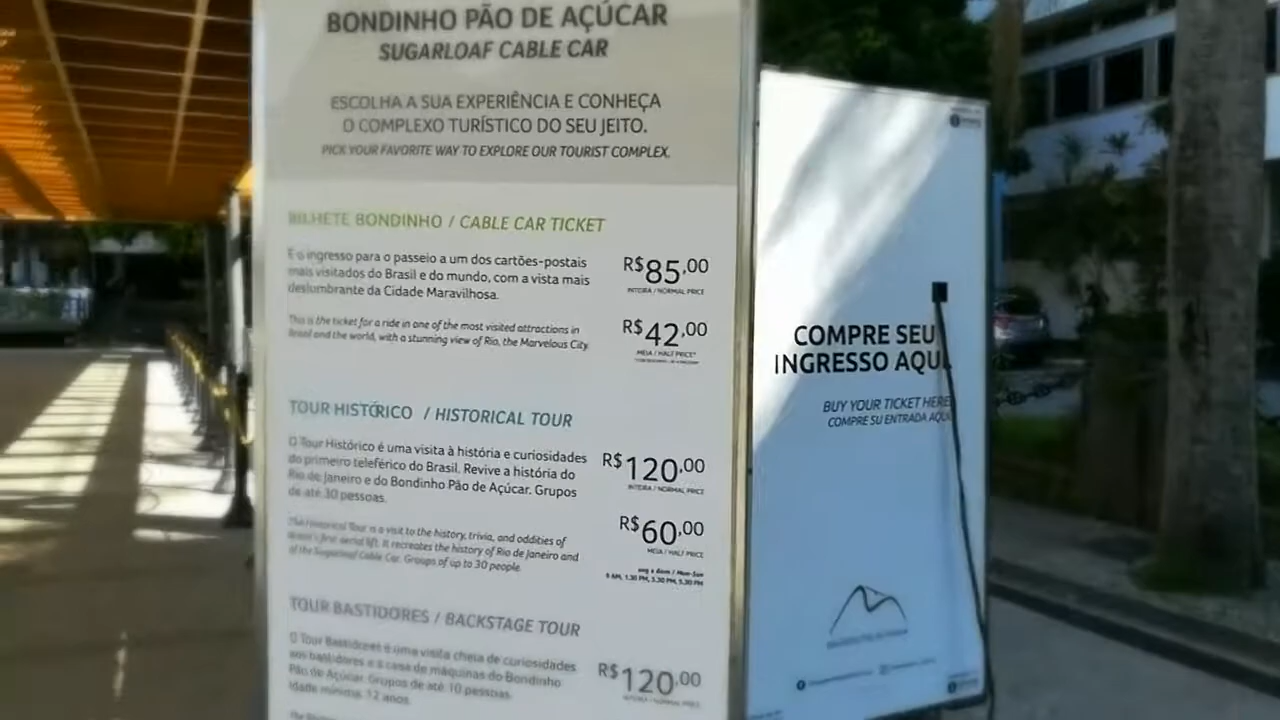 BONDINHO PÃO DE AÇÚCAR
SUGARLOAF CABLE CAR
ESCOLHA A SUA EXPERIÊNCIA E CONHEÇA
O COMPLEXO TURÍSTICO DO SEU JEITO.
PICK YOUR FAVORITE WAY TO EXPLORE OUR TOURIST COMPLEX.
BILHETE BONDINHO / CABLE CAR TICKET
É o ingresso para o passeio a um dos cartões-postais
mais visitados do Brasil e do mundo, com a vista mais
deslumbrante da Cidade Maravilhosa.
R$85,00
INTEIRA / NORMAL PRICE
This is the ticket for a ride in one of the most visited attractions in
Brazil and the world, with a stunning view of Rio, the Marvelous City.
R$42,00
MEIA / HALF PRICE*
TOUR HISTÓRICO / HISTORICAL TOUR
O Tour Histórico é uma visita à história e curiosidades
do primeiro teleférico do Brasil. Revive a história do
Rio de Janeiro e do Bondinho Pão de Açúcar. Grupos
de até 30 pessoas.
R$120,00
INTEIRA / NORMAL PRICE
The Historical Tour is a visit to the history, trivia, and oddities of
Brazil's first aerial lift. It recreates the history of Rio de Janeiro and
of the Sugarloaf Cable Car. Groups of up to 30 people.
R$60,00
MEIA / HALF PRICE
seg a dom / Mon-Sun
TOUR BASTIDORES / BACKSTAGE TOUR
O Tour Bastidores é uma visita cheia de curiosidades
aos bastidores e à casa de máquinas do Bondinho
Pão de Açúcar. Grupos de até 10 pessoas.
Idade mínima: 12 anos.
R$120,00
INTEIRA / NORMAL PRICE
COMPRE SEU
INGRESSO AQUI
BUY YOUR TICKET HERE
COMPRE SU ENTRADA AQUÍ